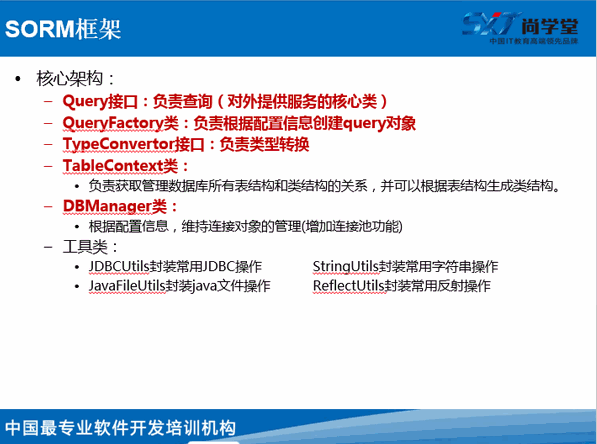 SORM框架
SXT 尚学堂
中国IT教育高端领先品牌
• 核心架构：
– Query接口：负责查询（对外提供服务的核心类）
– QueryFactory类：负责根据配置信息创建query对象
– TypeConvertor接口：负责类型转换
– TableContext类：
• 负责获取管理数据库所有表结构和类结构的关系，并可以根据表结构生成类结构。
– DBManager类：
• 根据配置信息，维持连接对象的管理(增加连接池功能)
– 工具类：
• JDBCUtils封装常用JDBC操作 StringUtils封装常用字符串操作
• JavaFileUtils封装java文件操作 ReflectUtils封装常用反射操作
中国最专业软件开发培训机构